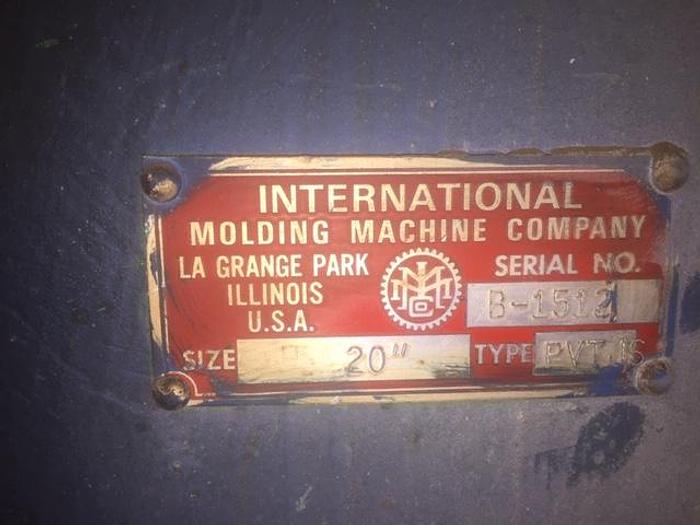 INTERNATIONAL
MOLDING MACHINE COMPANY
LA GRANGE PARK
ILLINOIS
U.S.A.
SERIAL NO.
B-1512
SIZE 20"
TYPE